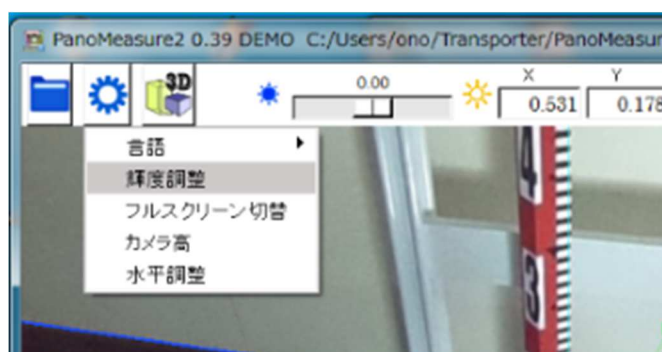 PanoMeasure2 0.39 DEMO C:/Users/ono/Transporter/PanoMeasur
3D
0.00
X Y
0.531 0.178
言語
輝度調整
フルスクリーン切替
カメラ高
水平調整
4
3